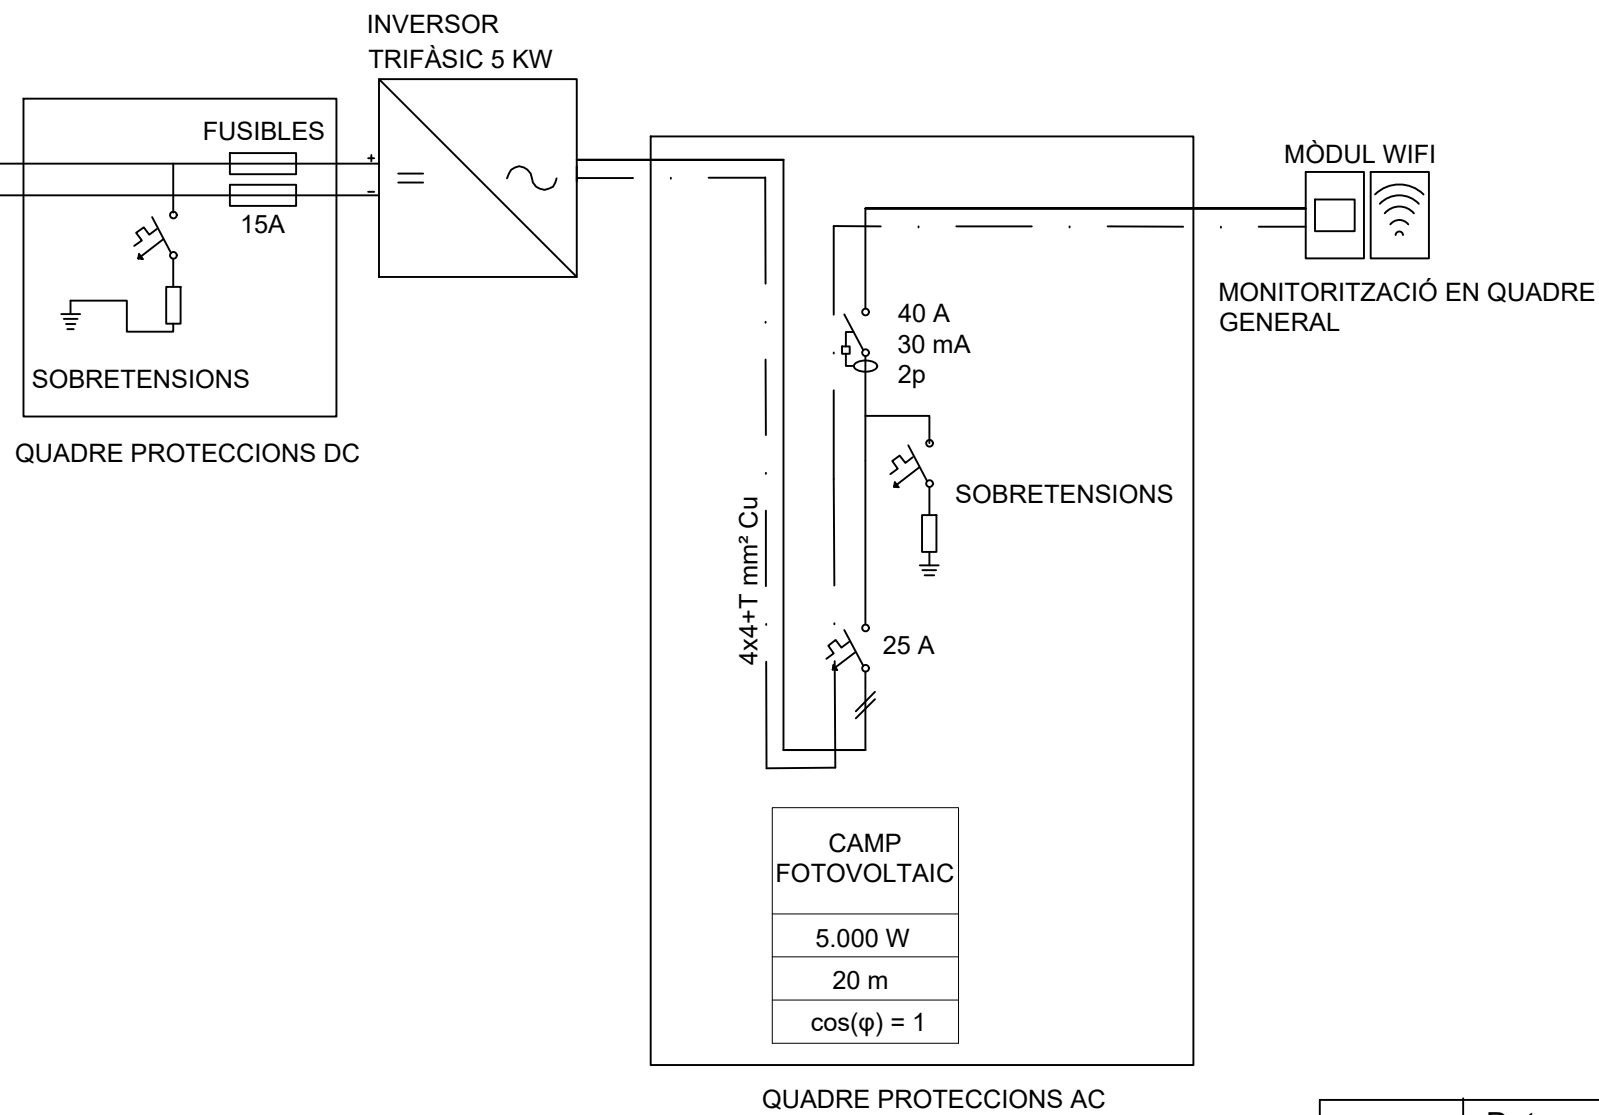 INVERSOR
TRIFÀSIC 5 KW
FUSIBLES
+
-
15A
SOBRETENSIONS
QUADRE PROTECCIONS DC
MÒDUL WIFI
MONITORITZACIÓ EN QUADRE
GENERAL
40 A
30 mA
2p
SOBRETENSIONS
4x4+T mm² Cu
25 A
CAMP
FOTOVOLTAIC
5.000 W
20 m
cos(φ) = 1
QUADRE PROTECCIONS AC